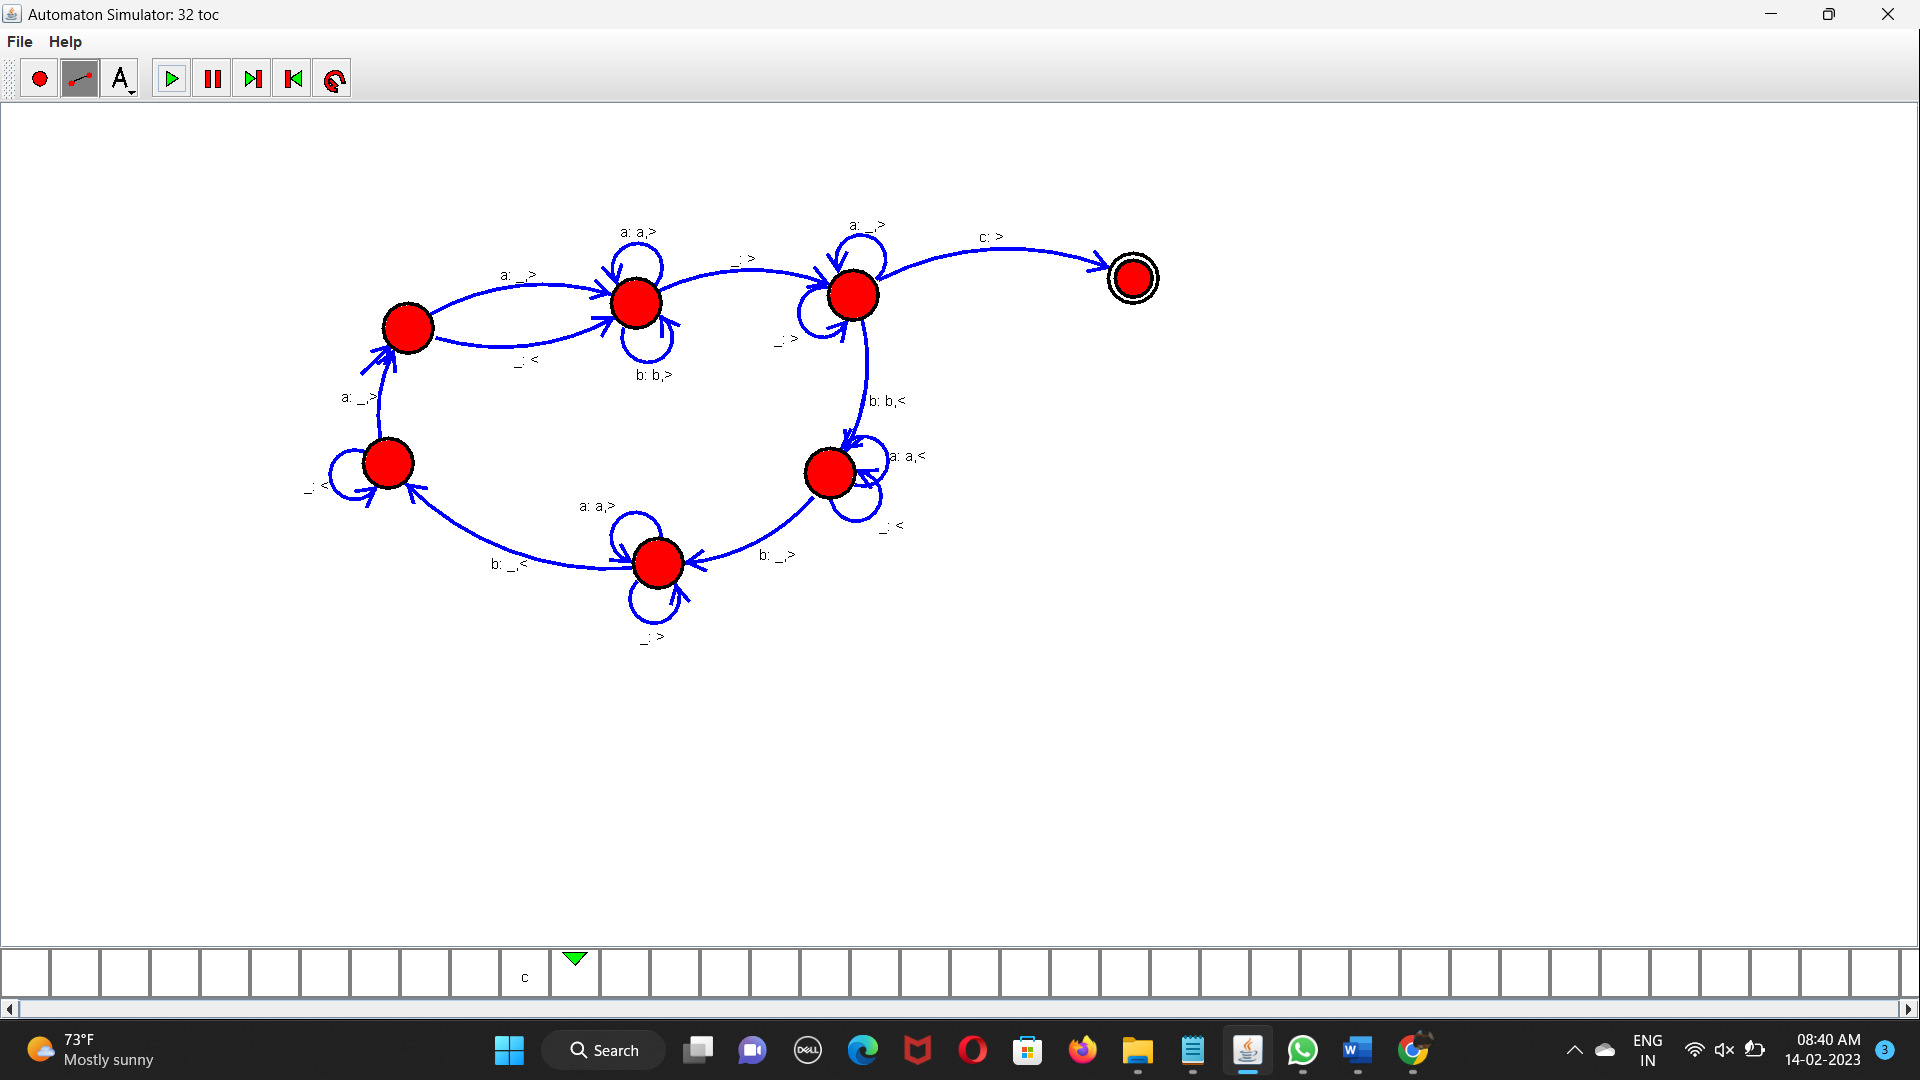 Automaton Simulator: 32 toc
File Help
A
a: _,>
c: >
a: a,>
_: >
a: _,>
_: >
_: <
b: b,>
a: _,>
b: b,<
a: a,<
_: <
a: a,>
_: <
b: _,>
b: _,<
_: >
c
73°F
Mostly sunny
Search
DELL
W
ENG
IN
08:40 AM
14-02-2023
3